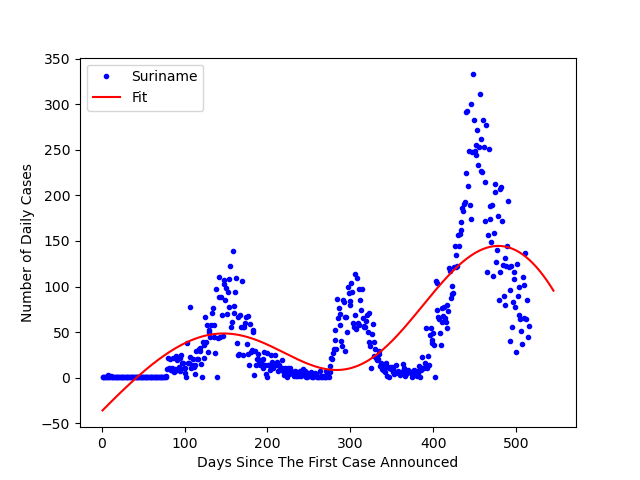 350
300
250
200
150
100
50
0
−50
Number of Daily Cases
Suriname
Fit
0 100 200 300 400 500
Days Since The First Case Announced